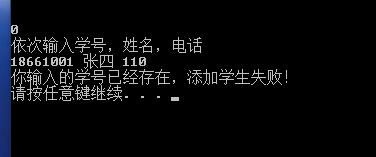 0
依次输入学号，姓名，电话
18661001 张四 110
你输入的学号已经存在，添加学生失败！
请按任意键继续. . .